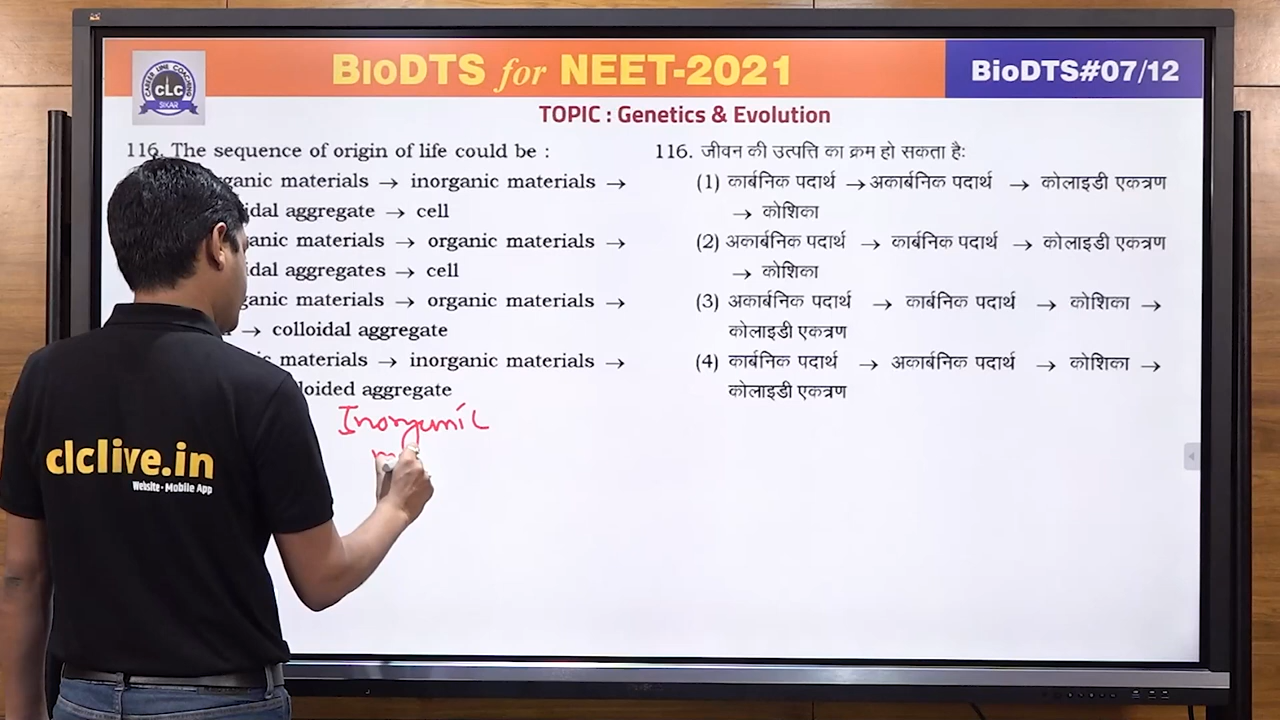 BIODTS for NEET-2021
BIODTS#07/12
CAREER LINE COACHING
CLC
SIKAR
TOPIC : Genetics & Evolution
116. The sequence of origin of life could be :
ganic materials → inorganic materials →
idal aggregate → cell
ganic materials → organic materials →
idal aggregates → cell
ganic materials → organic materials →
→ colloidal aggregate
materials → inorganic materials →
loided aggregate
Inorganic
116. जीवन की उत्पत्ति का क्रम हो सकता है:
(1) कार्बनिक पदार्थ → अकार्बनिक पदार्थ → कोलाइडी एकत्रण
→ कोशिका
(2) अकार्बनिक पदार्थ → कार्बनिक पदार्थ → कोलाइडी एकत्रण
→ कोशिका
(3) अकार्बनिक पदार्थ → कार्बनिक पदार्थ → कोशिका →
कोलाइडी एकत्रण
(4) कार्बनिक पदार्थ → अकार्बनिक पदार्थ → कोशिका →
कोलाइडी एकत्रण
clclive.in
Website - Mobile App